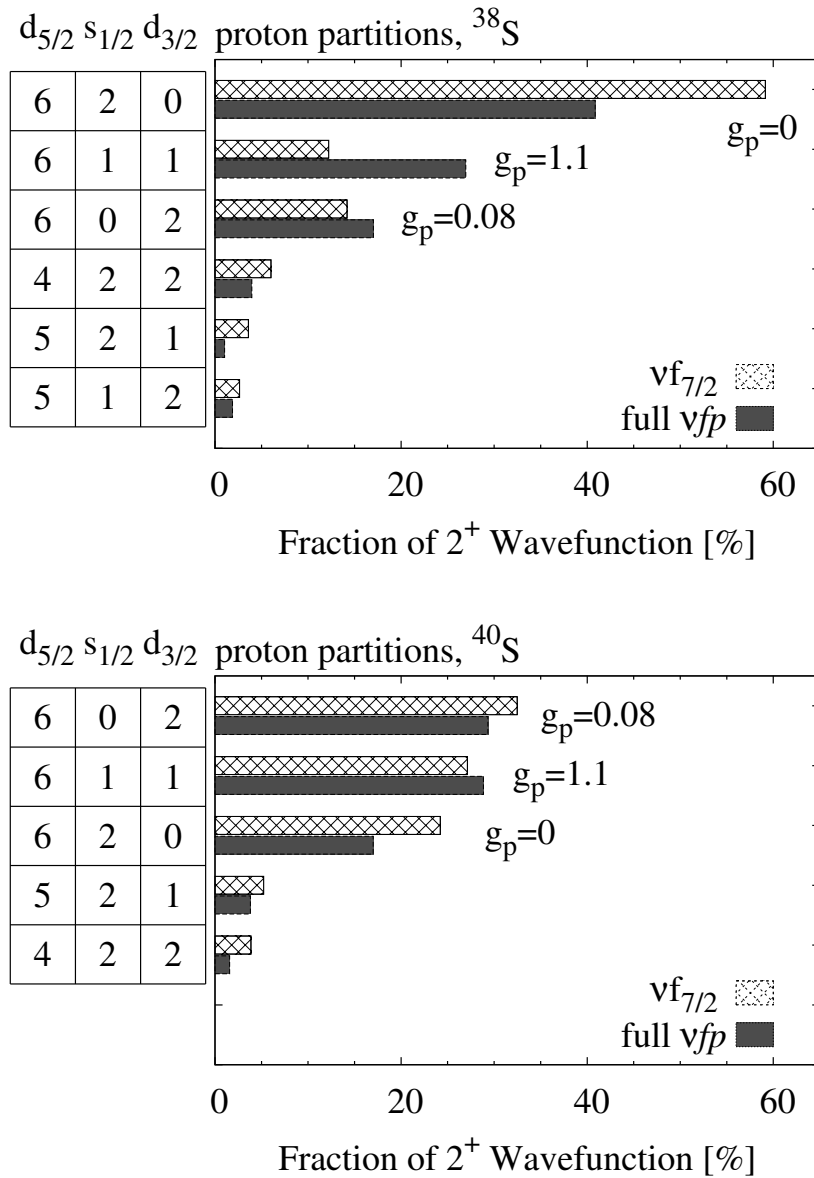 d5/2 s1/2 d3/2 proton partitions, ³⁸S
6 2 0
gp=0
6 1 1
gp=1.1
6 0 2
gp=0.08
4 2 2
5 2 1
νf7/2
5 1 2
full νfp
0 20 40 60
Fraction of 2⁺ Wavefunction [%]
d5/2 s1/2 d3/2 proton partitions, ⁴⁰S
6 0 2
gp=0.08
6 1 1
gp=1.1
6 2 0
gp=0
5 2 1
4 2 2
νf7/2
full νfp
0 20 40 60
Fraction of 2⁺ Wavefunction [%]